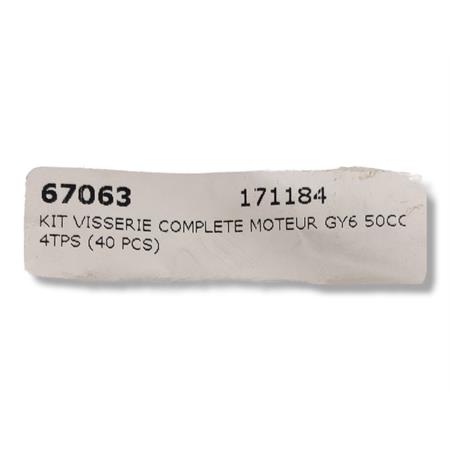 67063 171184
KIT VISSERIE COMPLETE MOTEUR GY6 50CC
4TPS (40 PCS)